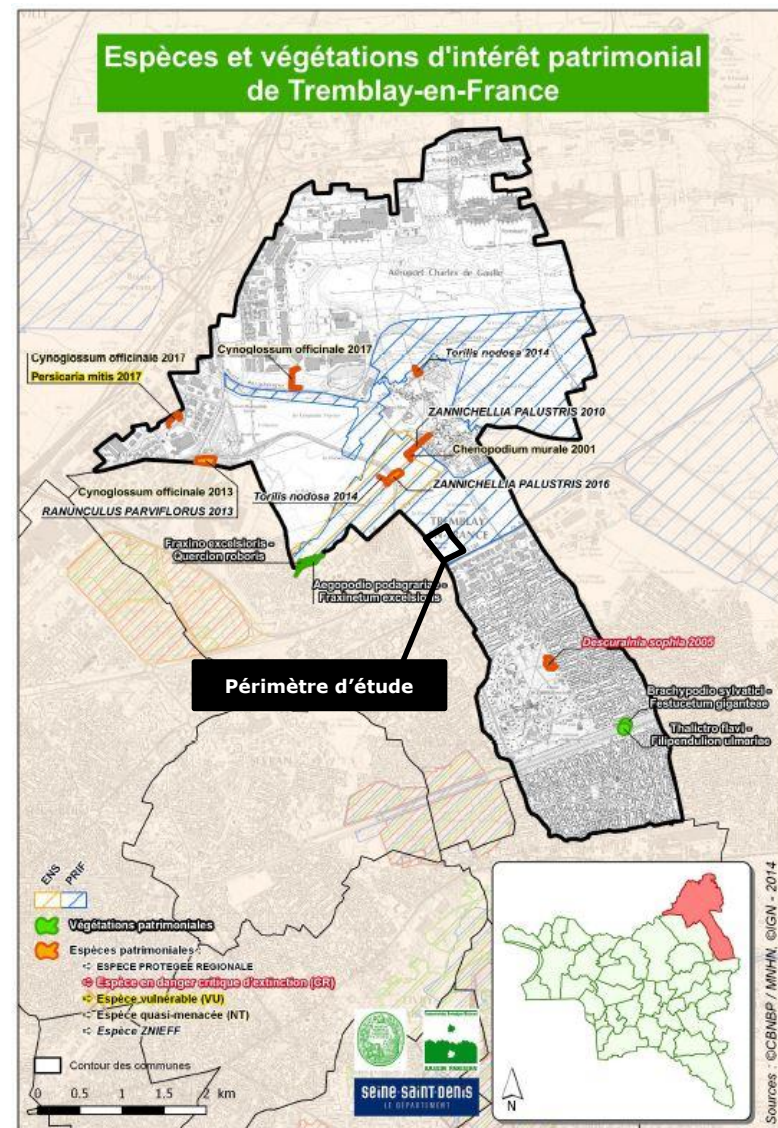 Espèces et végétations d'intérêt patrimonial
de Tremblay-en-France
Aéroport Charles de Gaulle
Cynoglossum officinale 2017
Persicaria mitis 2017
Cynoglossum officinale 2017
Torilis nodosa 2014
ZANNICHELLIA PALUSTRIS 2010
Chenopodium murale 2001
Cynoglossum officinale 2013
RANUNCULUS PARVIFLORUS 2013
Torilis nodosa 2014
ZANNICHELLIA PALUSTRIS 2016
TREMBLAY
EN-FRANCE
Fraxino excelsioris -
Quercion roboris
Aegopodio podagrariae -
Fraxinetum excelsioris
Périmètre d'étude
Descurainia sophia 2005
Brachypodio sylvatici -
Festucetum giganteae
Thalictro flavi -
Filipendulion ulmariae
ENS
PRIF
Végétations patrimoniales
Espèces patrimoniales :
ESPECE PROTEGEE REGIONALE
Espèce en danger critique d'extinction (CR)
Espèce vulnérable (VU)
Espèce quasi-menacée (NT)
Espèce ZNIEFF
Contour des communes
0 0.5 1 2 km
seine-saint-denis
LE DÉPARTEMENT
N
Sources : ©CBNBP / MNHN, ©IGN - 2014